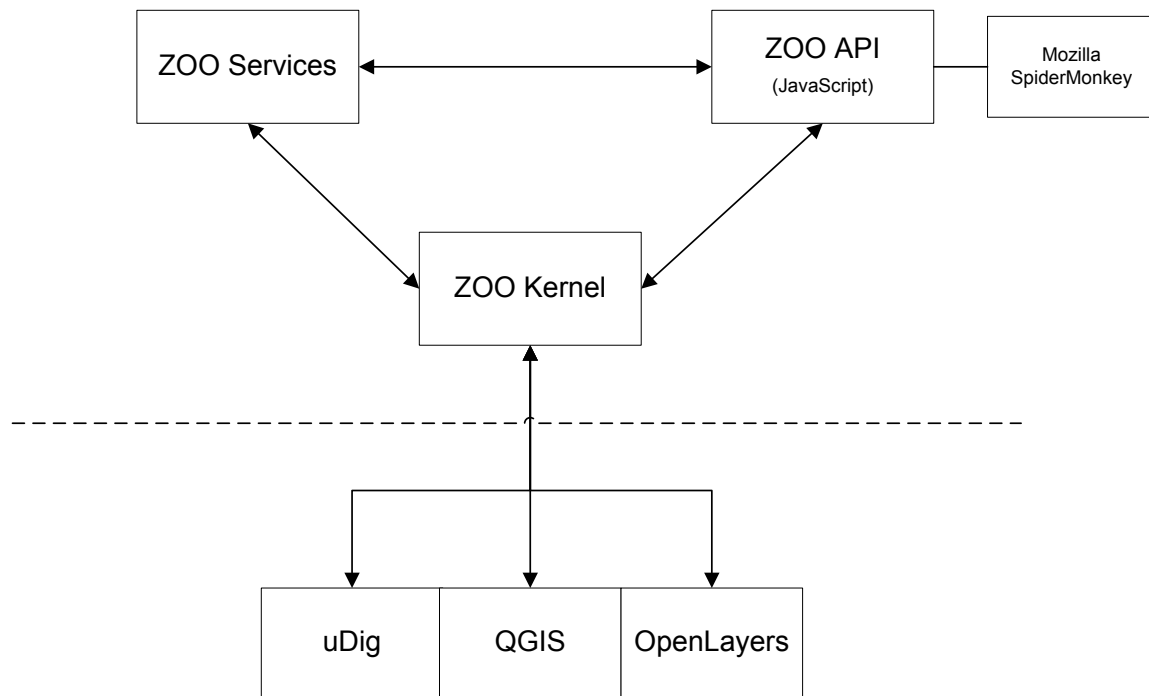 ZOO Services
ZOO API
(JavaScript)
Mozilla
SpiderMonkey
ZOO Kernel
uDig
QGIS
OpenLayers